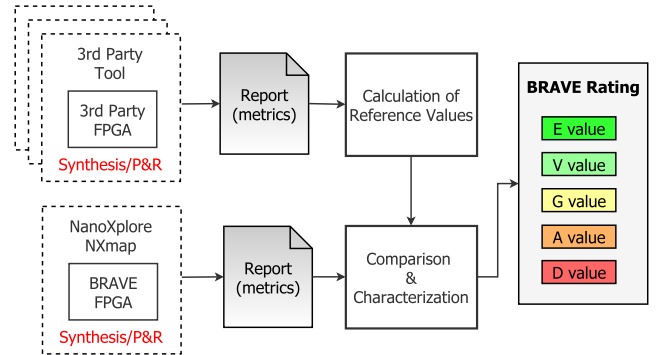 3rd Party
Tool
3rd Party
FPGA
Synthesis/P&R
Report
(metrics)
Calculation of
Reference Values
NanoXplore
NXmap
BRAVE
FPGA
Synthesis/P&R
Report
(metrics)
Comparison
&
Characterization
BRAVE Rating
E value
V value
G value
A value
D value